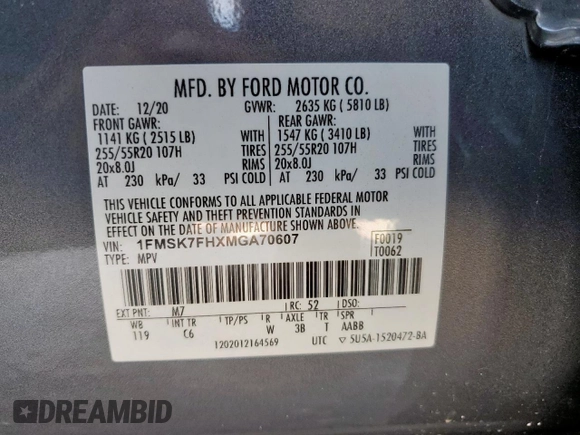 MFD. BY FORD MOTOR CO.
DATE: 12/20 GVWR: 2635 KG ( 5810 LB)
FRONT GAWR: REAR GAWR:
1141 KG ( 2515 LB) 1547 KG ( 3410 LB)
255/55R20 107H TIRES 255/55R20 107H TIRES
20x8.0J RIMS 20x8.0J RIMS
AT 230 kPa/ 33 PSI COLD AT 230 kPa/ 33 PSI COLD
THIS VEHICLE CONFORMS TO ALL APPLICABLE FEDERAL MOTOR
VEHICLE SAFETY AND THEFT PREVENTION STANDARDS IN
EFFECT ON THE DATE OF MANUFACTURE SHOWN ABOVE.
VIN: 1FMSK7FHXMGA70607 F0019
TYPE: MPV T0062
EXT PNT: M7 RC: 52 DSO:
WB INT TR TP/PS R AXLE TR SPR
119 C6 W 3B T AABB
1202012164569 UTC ▽ 5U5A-1520472-BA
DREAMBID